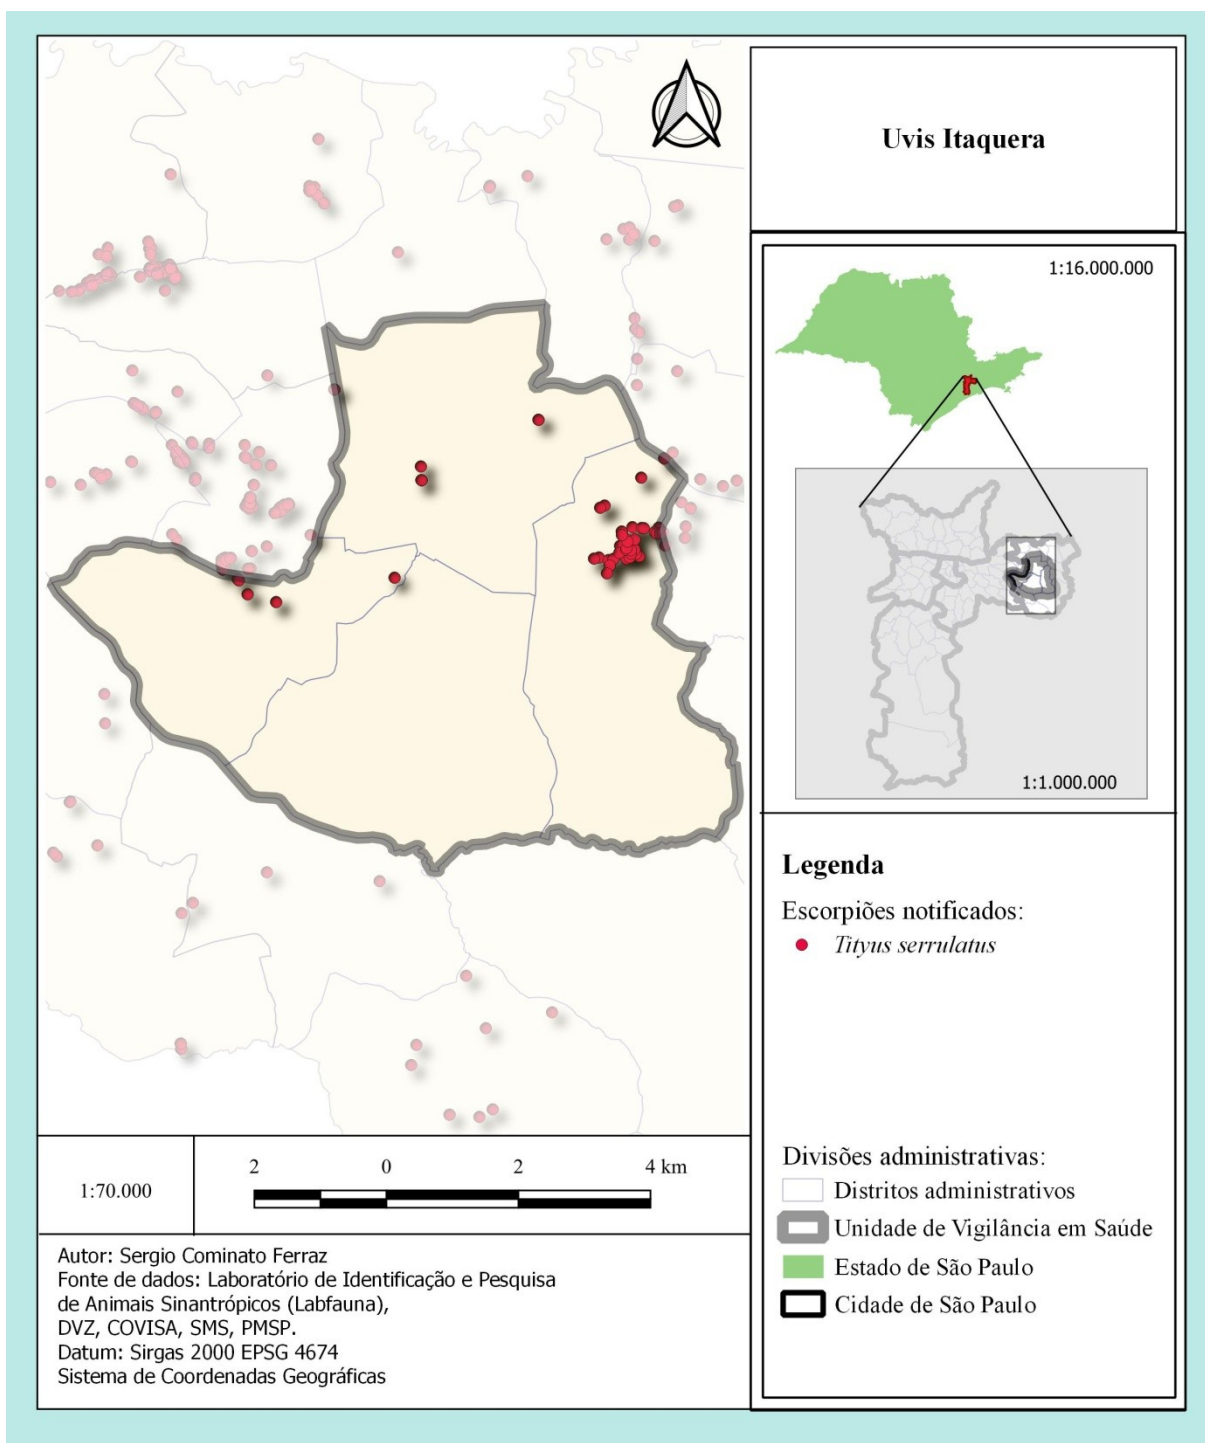 Uvis Itaquera
1:16.000.000
1:1.000.000
Legenda
Escorpiões notificados:
Tityus serrulatus
Divisões administrativas:
Distritos administrativos
Unidade de Vigilância em Saúde
Estado de São Paulo
Cidade de São Paulo
1:70.000
2 0 2 4 km
Autor: Sergio Cominato Ferraz
Fonte de dados: Laboratório de Identificação e Pesquisa
de Animais Sinantrópicos (Labfauna),
DVZ, COVISA, SMS, PMSP.
Datum: Sirgas 2000 EPSG 4674
Sistema de Coordenadas Geográficas